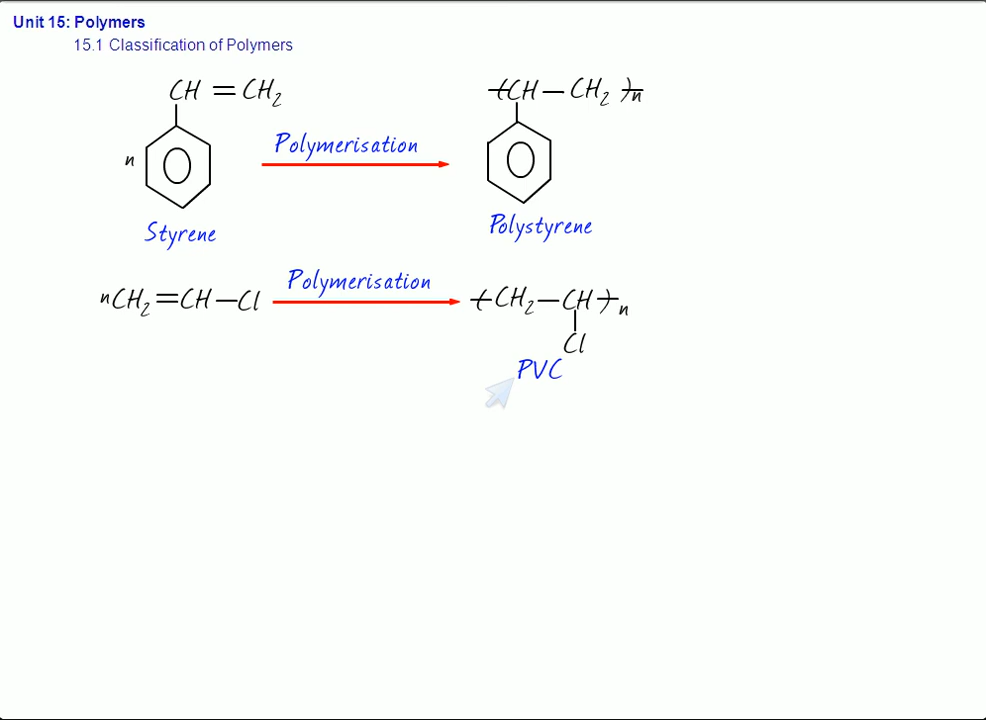 Unit 15: Polymers
15.1 Classification of Polymers
CH = CH2
(CH — CH2)n
n
Polymerisation
Styrene
Polystyrene
nCH2=CH—Cl
Polymerisation
(CH2—CH)n
Cl
PVC